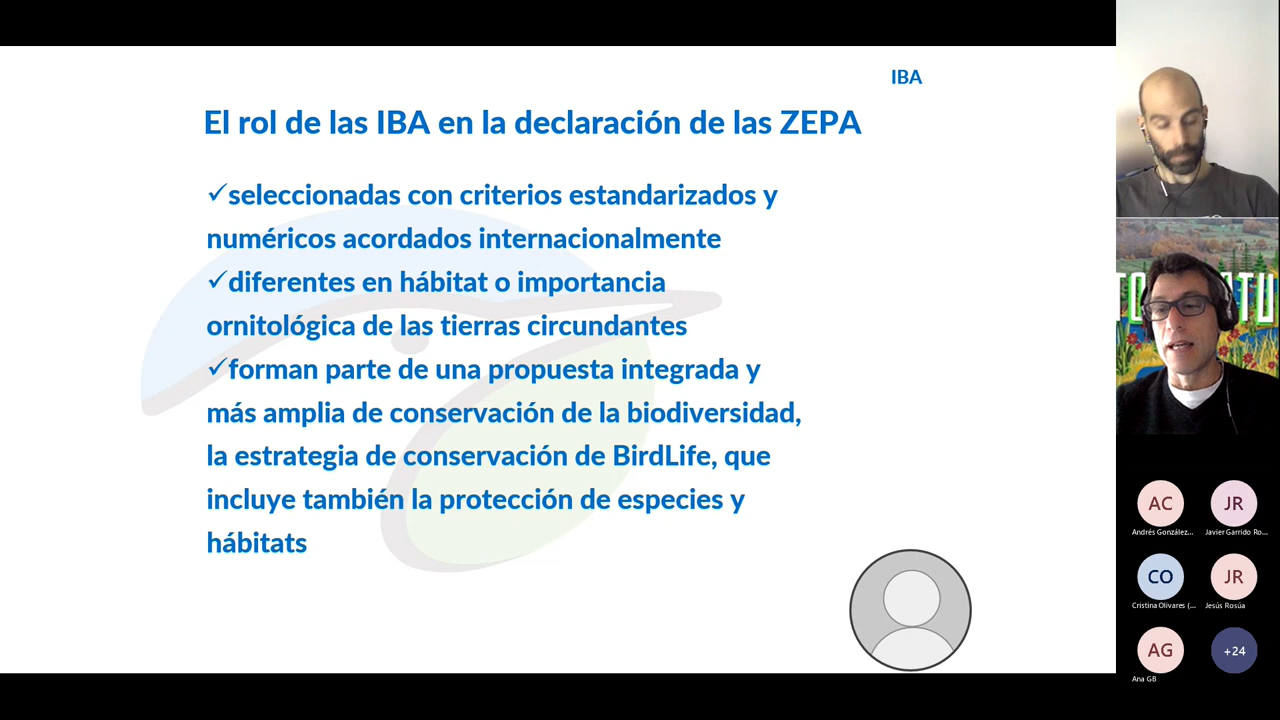 IBA
El rol de las IBA en la declaración de las ZEPA
✓seleccionadas con criterios estandarizados y
numéricos acordados internacionalmente
✓diferentes en hábitat o importancia
ornitológica de las tierras circundantes
✓forman parte de una propuesta integrada y
más amplia de conservación de la biodiversidad,
la estrategia de conservación de BirdLife, que
incluye también la protección de especies y
hábitats
AC
JR
Andrés González...
Javier Garrido Ro...
CO
JR
Cristina Olivares (...
Jesús Rosúa
AG
+24
Ana GB